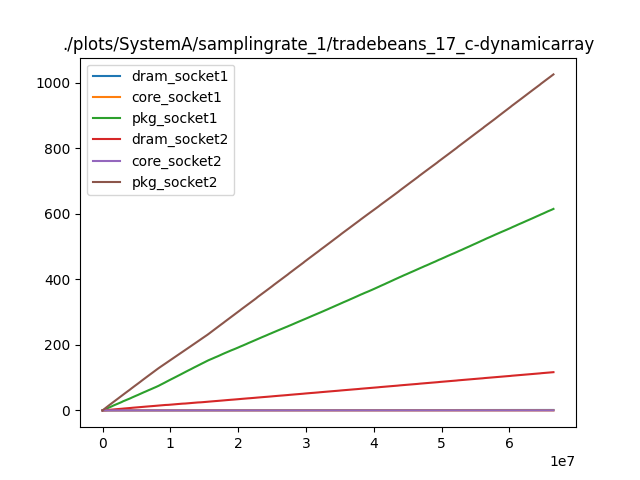 ./plots/SystemA/samplingrate_1/tradebeans_17_c-dynamicarray
dram_socket1
core_socket1
pkg_socket1
dram_socket2
core_socket2
pkg_socket2
1000
800
600
400
200
0
0 1 2 3 4 5 6
1e7